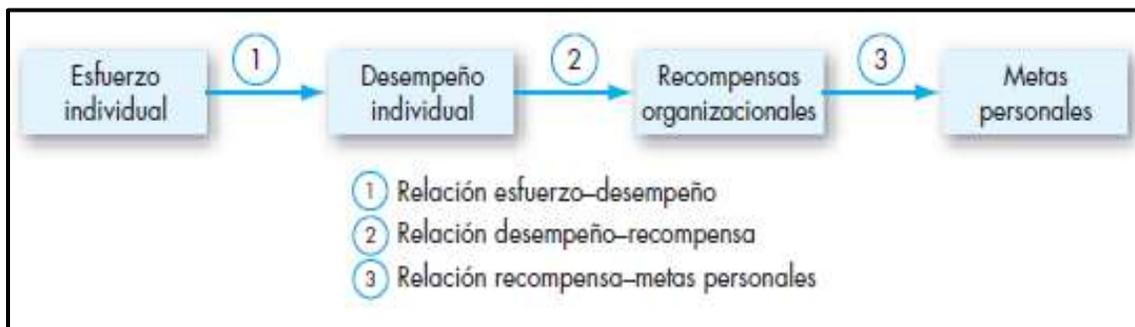 Esfuerzo
individual
1
Desempeño
individual
2
Recompensas
organizacionales
3
Metas
personales
1 Relación esfuerzo–desempeño
2 Relación desempeño–recompensa
3 Relación recompensa–metas personales